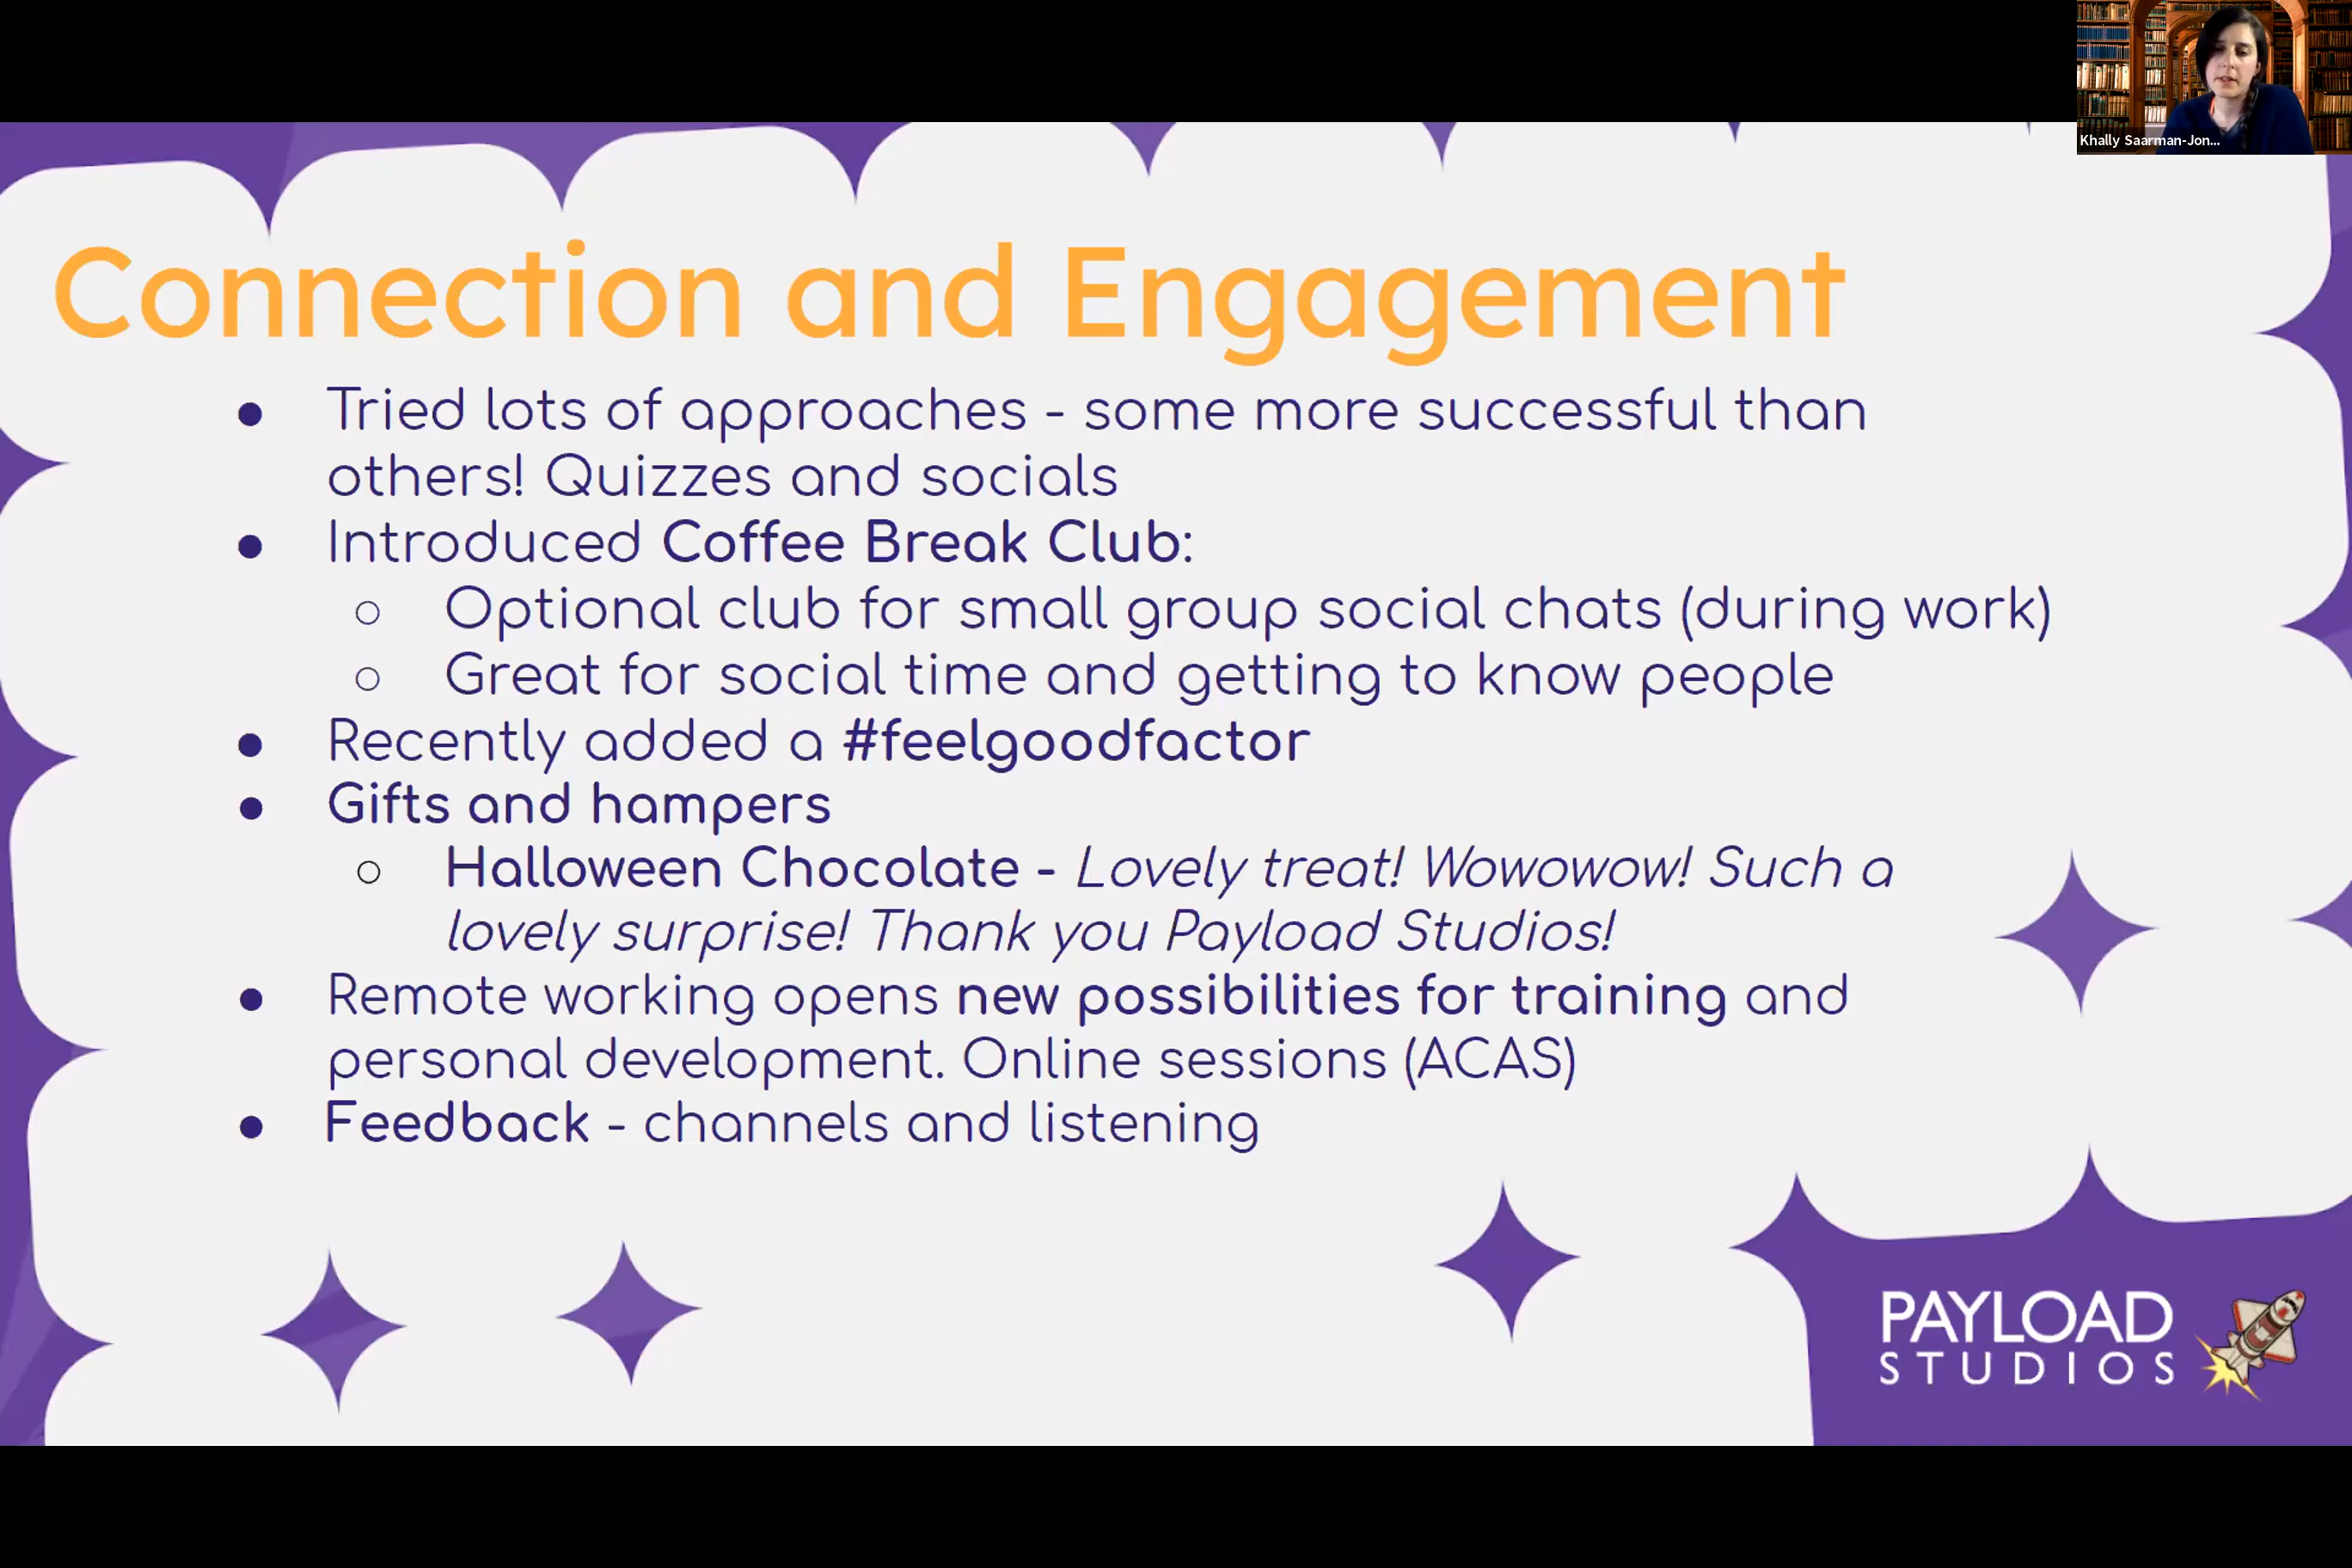 Khally Saarman-Jon...
Connection and Engagement
● Tried lots of approaches - some more successful than
others! Quizzes and socials
● Introduced Coffee Break Club:
○ Optional club for small group social chats (during work)
○ Great for social time and getting to know people
● Recently added a #feelgoodfactor
● Gifts and hampers
○ Halloween Chocolate - Lovely treat! Wowowow! Such a
lovely surprise! Thank you Payload Studios!
● Remote working opens new possibilities for training and
personal development. Online sessions (ACAS)
● Feedback - channels and listening
PAYLOAD
STUDIOS